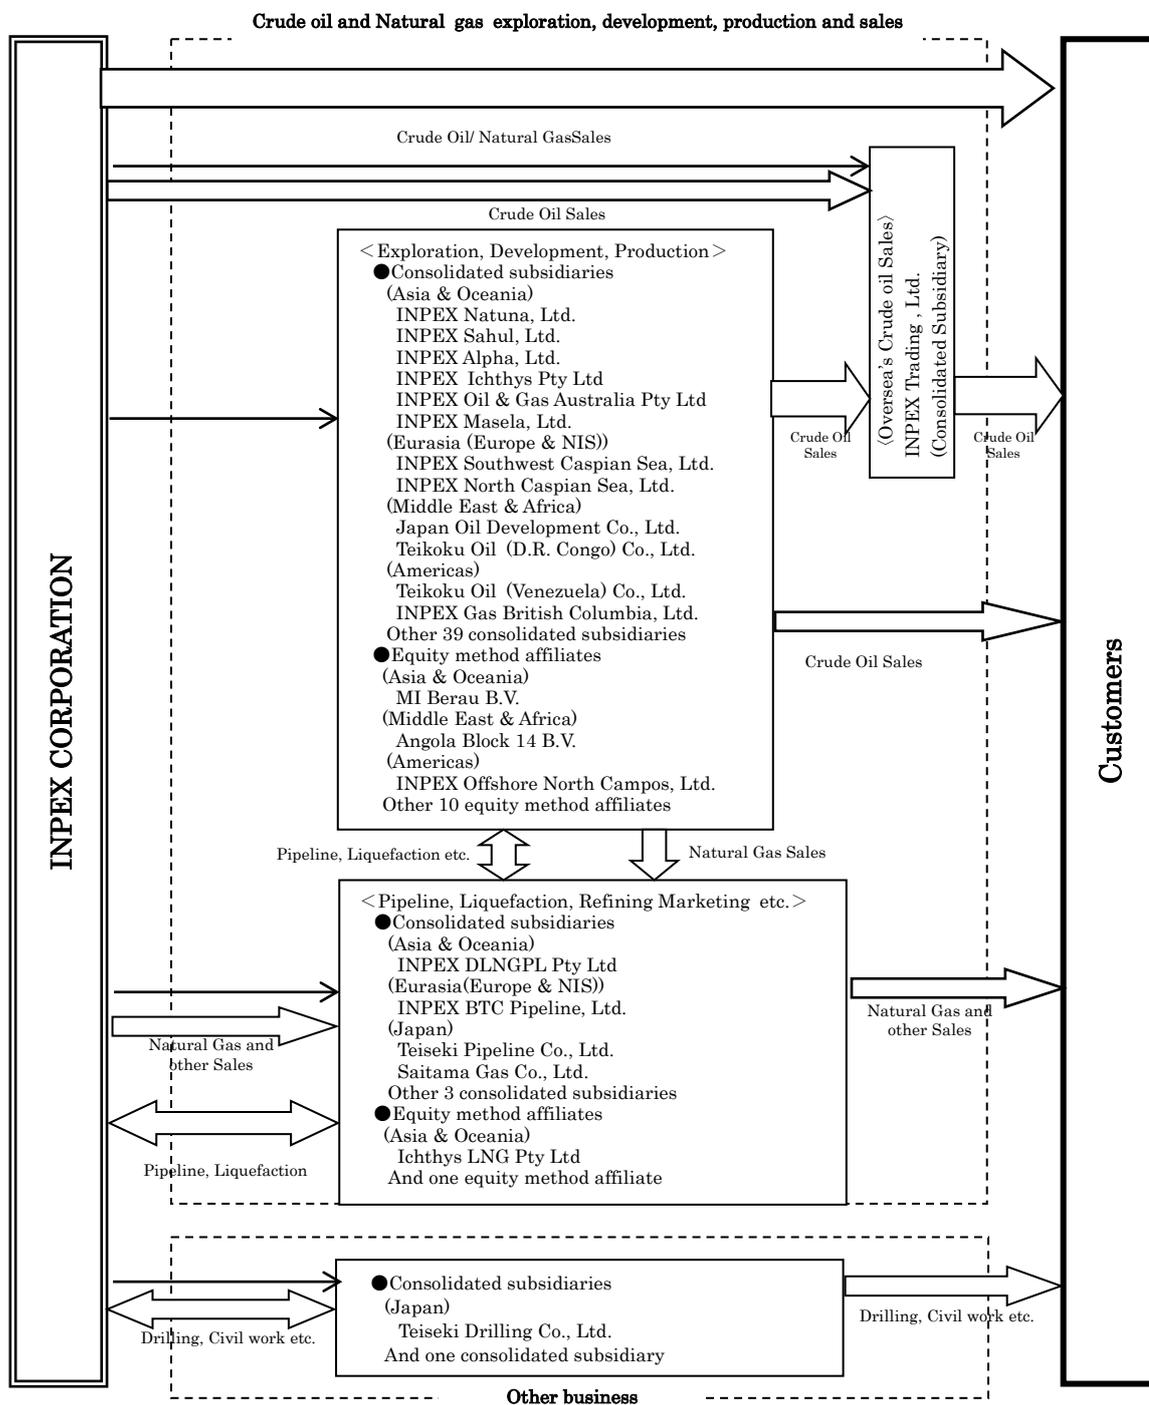 Crude oil and Natural gas exploration, development, production and sales
INPEX CORPORATION
Crude Oil/ Natural GasSales
Crude Oil Sales
〈Oversea's Crude oil Sales〉
INPEX Trading , Ltd.
(Consolidated Subsidiary)
＜Exploration, Development, Production＞
●Consolidated subsidiaries
(Asia & Oceania)
INPEX Natuna, Ltd.
INPEX Sahul, Ltd.
INPEX Alpha, Ltd.
INPEX Ichthys Pty Ltd
INPEX Oil & Gas Australia Pty Ltd
INPEX Masela, Ltd.
(Eurasia (Europe & NIS))
INPEX Southwest Caspian Sea, Ltd.
INPEX North Caspian Sea, Ltd.
(Middle East & Africa)
Japan Oil Development Co., Ltd.
Teikoku Oil (D.R. Congo) Co., Ltd.
(Americas)
Teikoku Oil (Venezuela) Co., Ltd.
INPEX Gas British Columbia, Ltd.
Other 39 consolidated subsidiaries
●Equity method affiliates
(Asia & Oceania)
MI Berau B.V.
(Middle East & Africa)
Angola Block 14 B.V.
(Americas)
INPEX Offshore North Campos, Ltd.
Other 10 equity method affiliates
Crude Oil
Sales
Crude Oil
Sales
Crude Oil Sales
Customers
Pipeline, Liquefaction etc.
Natural Gas Sales
＜Pipeline, Liquefaction, Refining Marketing etc.＞
●Consolidated subsidiaries
(Asia & Oceania)
INPEX DLNGPL Pty Ltd
(Eurasia(Europe & NIS))
INPEX BTC Pipeline, Ltd.
(Japan)
Teiseki Pipeline Co., Ltd.
Saitama Gas Co., Ltd.
Other 3 consolidated subsidiaries
●Equity method affiliates
(Asia & Oceania)
Ichthys LNG Pty Ltd
And one equity method affiliate
Natural Gas and
other Sales
Pipeline, Liquefaction
Natural Gas and
other Sales
●Consolidated subsidiaries
(Japan)
Teiseki Drilling Co., Ltd.
And one consolidated subsidiary
Drilling, Civil work etc.
Drilling, Civil work etc.
Other business